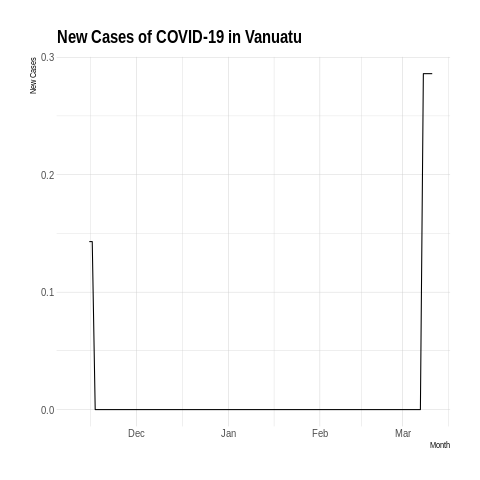 New Cases of COVID-19 in Vanuatu
New Cases
0.3
0.2
0.1
0.0
Dec Jan Feb Mar
Month